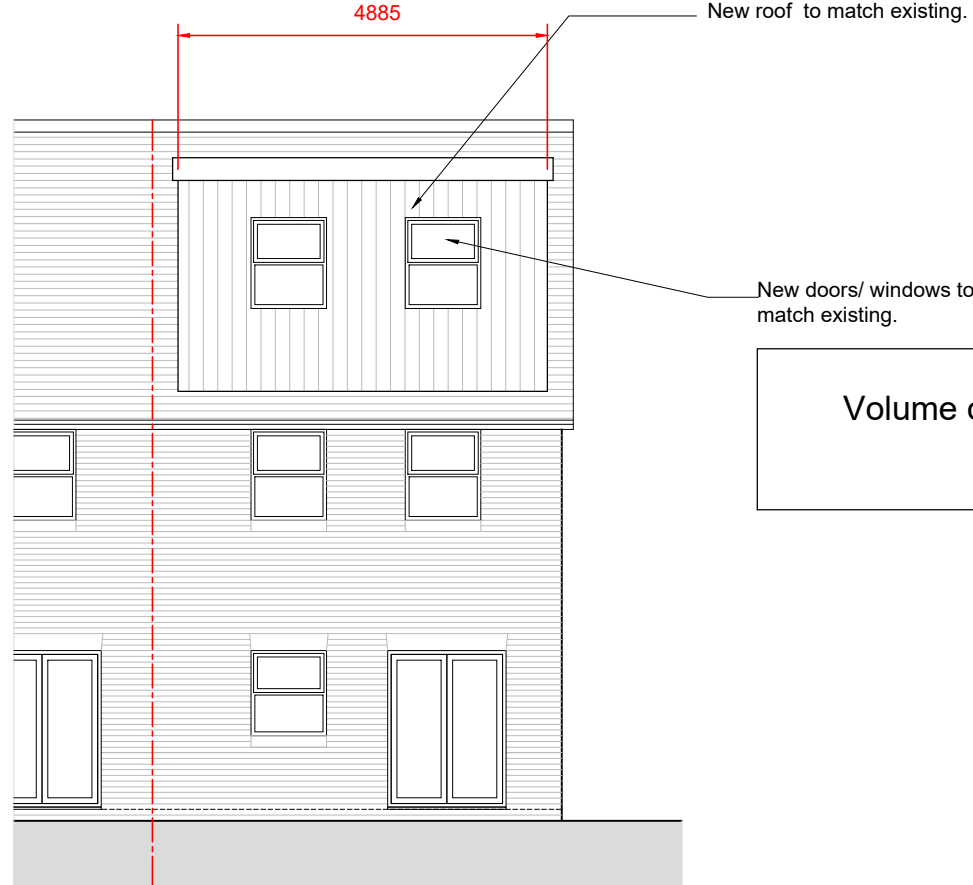 4885
New roof to match existing.
New doors/ windows to
match existing.
Volume